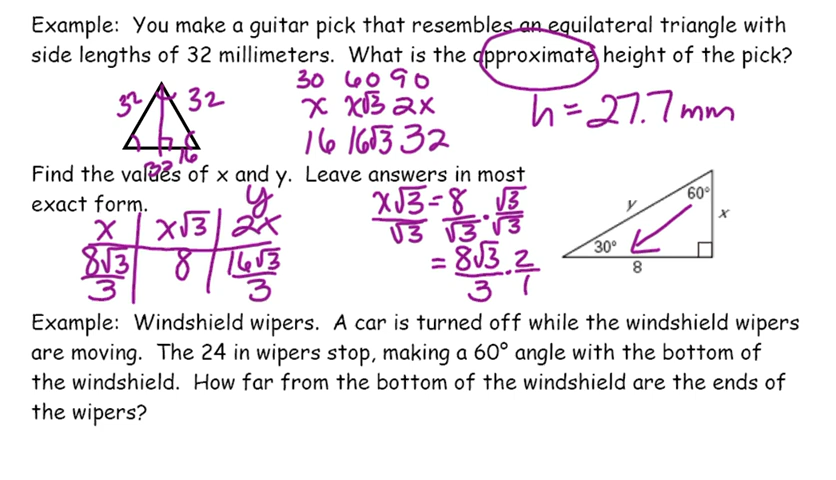 Example: You make a guitar pick that resembles an equilateral triangle with
side lengths of 32 millimeters. What is the approximate height of the pick?
32 32
32 16
30 60 90
x x√3 2x
16 16√3 32
h = 27.7 mm
Find the values of x and y. Leave answers in most
exact form.
y
x | x√3 | 2x
8√3/3 | 8 | 16√3/3
x√3/√3 = 8/√3 · √3/√3
= 8√3/3 · 2/1
y 60° x
30°
8
Example: Windshield wipers. A car is turned off while the windshield wipers
are moving. The 24 in wipers stop, making a 60° angle with the bottom of
the windshield. How far from the bottom of the windshield are the ends of
the wipers?